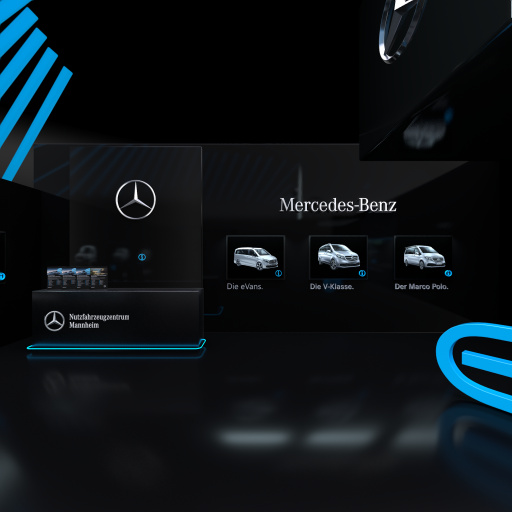 Mercedes-Benz
Die eVans.
Die V-Klasse.
Der Marco Polo.
Nutzfahrzeugzentrum
Mannheim